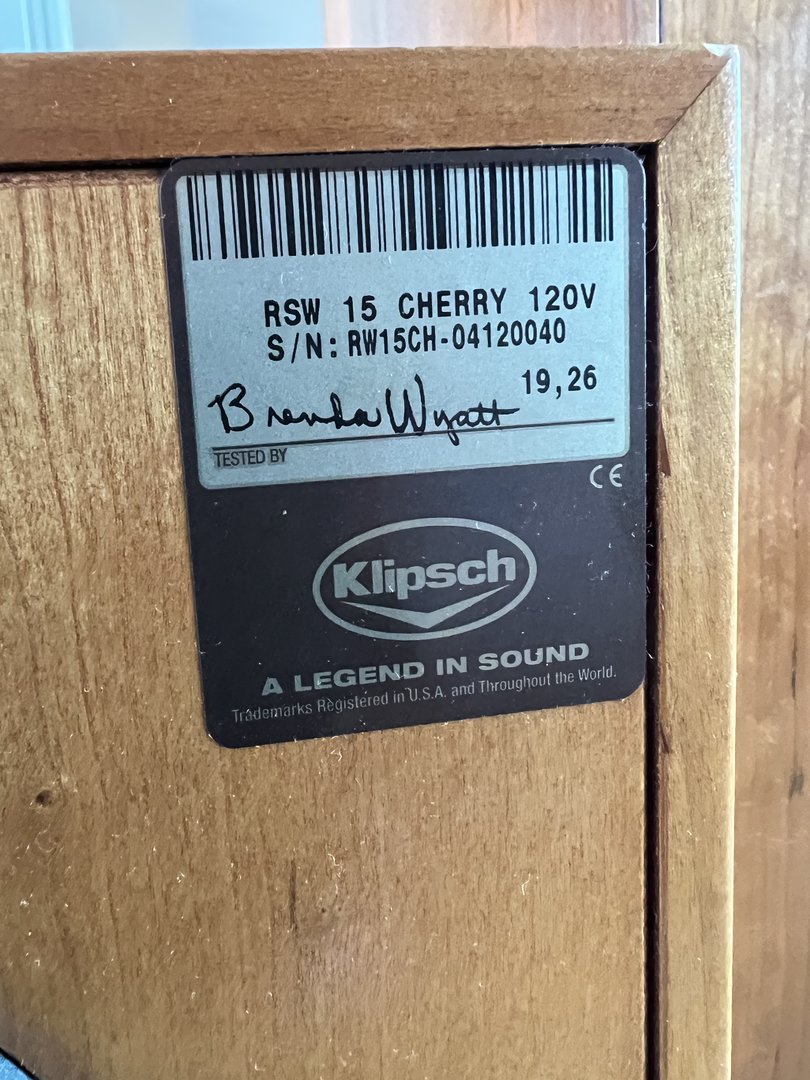 RSW 15 CHERRY 120V
S/N: RW15CH-04120040
19,26
Brenda Wyatt
TESTED BY
CE
Klipsch
A LEGEND IN SOUND
Trademarks Registered in U.S.A. and Throughout the World.